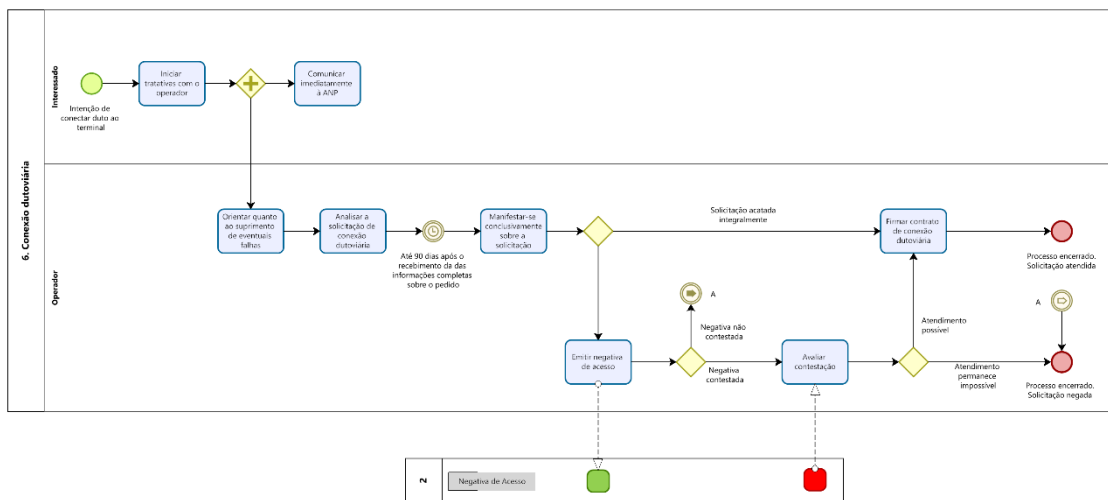 6. Conexão dutoviária
Interessado
Intenção de
conectar duto ao
terminal
Iniciar
tratativas com o
operador
Comunicar
imediatamente
à ANP
Operador
Orientar quanto
ao suprimento
de eventuais
falhas
Analisar a
solicitação de
conexão
dutoviária
Até 90 dias após o
recebimento da das
informações completas
sobre o pedido
Manifestar-se
conclusivamente
sobre a
solicitação
Solicitação acatada
integralmente
Firmar contrato
de conexão
dutoviária
Processo encerrado.
Solicitação atendida
Emitir negativa
de acesso
A
Negativa não
contestada
Negativa
contestada
Avaliar
contestação
Atendimento
possível
Atendimento
permanece
impossível
A
Processo encerrado.
Solicitação negada
2
Negativa de Acesso